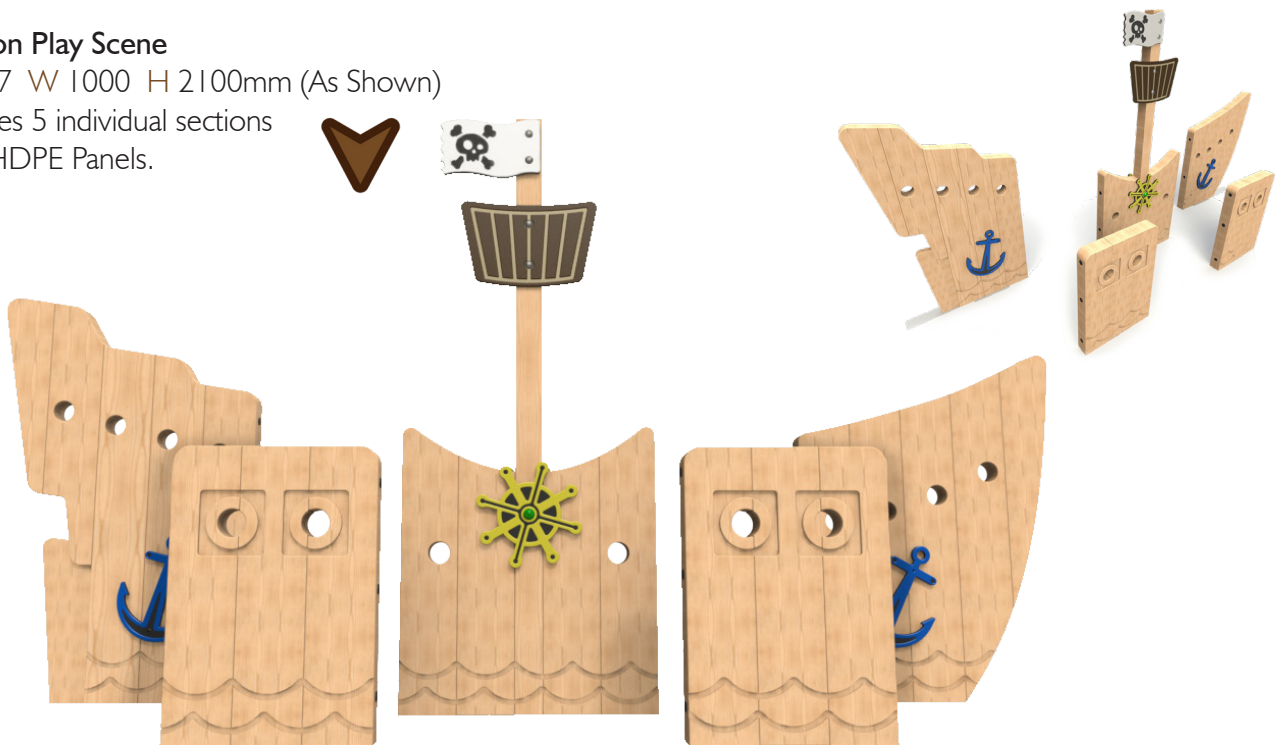 on Play Scene
7 W 1000 H 2100mm (As Shown)
es 5 individual sections
HDPE Panels.